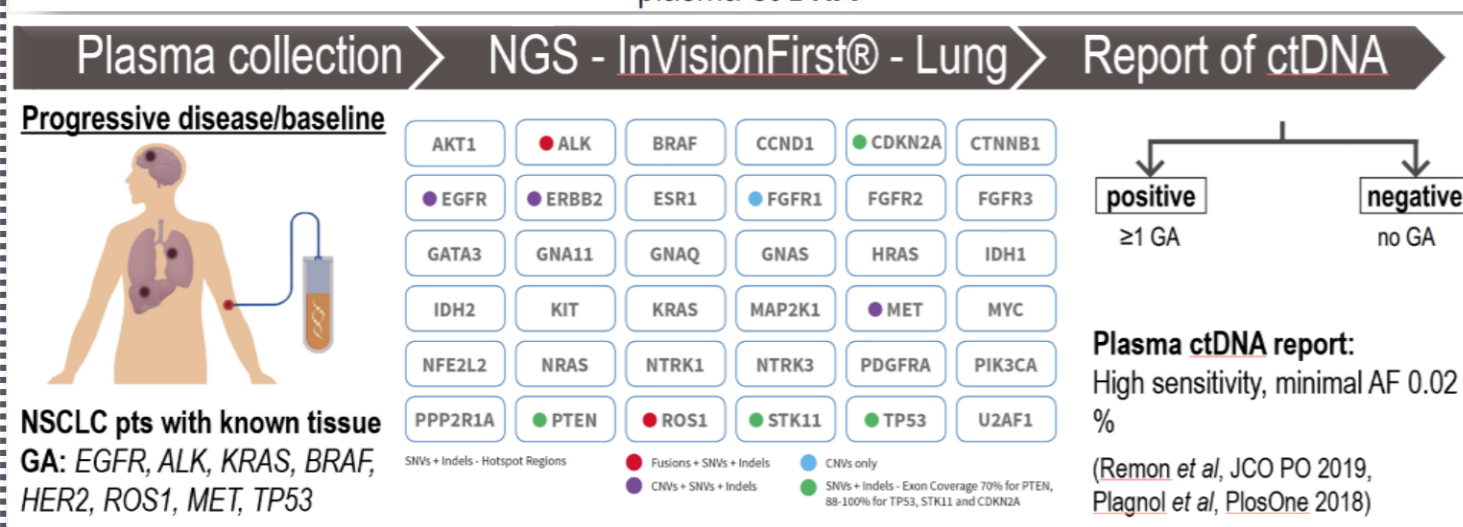 Plasma collection
NGS - InVisionFirst® - Lung
Report of ctDNA
Progressive disease/baseline
NSCLC pts with known tissue
GA: EGFR, ALK, KRAS, BRAF,
HER2, ROS1, MET, TP53
AKT1 ALK BRAF CCND1 CDKN2A CTNNB1
EGFR ERBB2 ESR1 FGFR1 FGFR2 FGFR3
GATA3 GNA11 GNAQ GNAS HRAS IDH1
IDH2 KIT KRAS MAP2K1 MET MYC
NFE2L2 NRAS NTRK1 NTRK3 PDGFRA PIK3CA
PPP2R1A PTEN ROS1 STK11 TP53 U2AF1
SNVs + Indels - Hotspot Regions
Fusions + SNVs + Indels
CNVs + SNVs + Indels
CNVs only
SNVs + Indels - Exon Coverage 70% for PTEN,
88-100% for TP53, STK11 and CDKN2A
positive
≥1 GA
negative
no GA
Plasma ctDNA report:
High sensitivity, minimal AF 0.02
%
(Remon et al, JCO PO 2019,
Plagnol et al, PlosOne 2018)